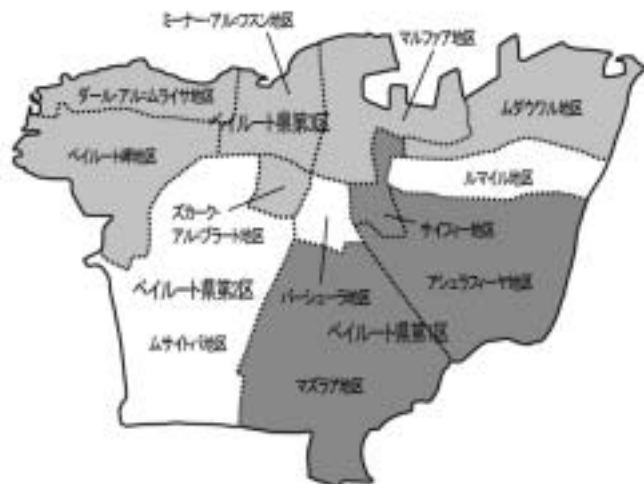 ミーナー・アル=フスン地区
マルファア地区
ダール・アル=ムライサ地区
ベイルート県第3区
ムダウワル地区
ベイルート岬地区
ルマイル地区
ズカーク・
アル=ブラート地区
サイフィー地区
ベイルート県第2区
バーシューラ地区
アシュラフィーヤ地区
ベイルート県第1区
ムサイトバ地区
マズラア地区